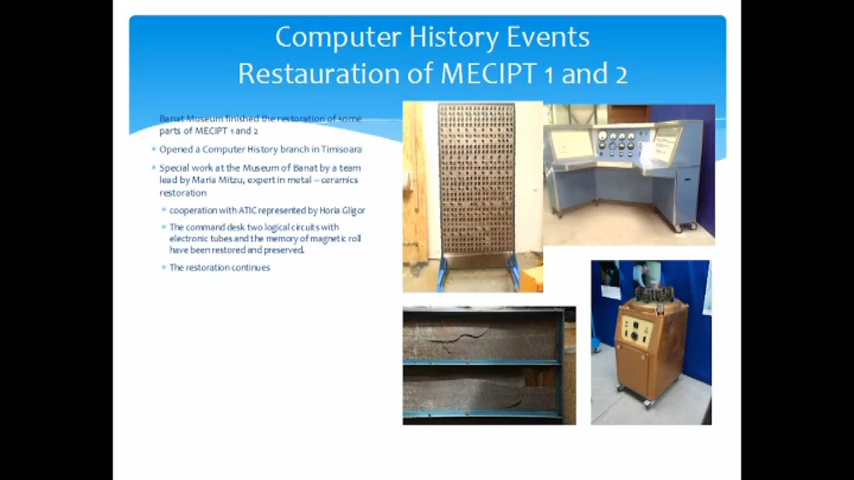 Computer History Events
Restauration of MECIPT 1 and 2
Banat Museum finished the restoration of some
parts of MECIPT 1 and 2
Opened a Computer History branch in Timisoara
Special work at the Museum of Banat by a team
lead by Maria Mitzu, expert in metal – ceramics
restoration
cooperation with ATIC represented by Horia Gligor
The command desk two logical circuits with
electronic tubes and the memory of magnetic roll
have been restored and preserved.
The restoration continues